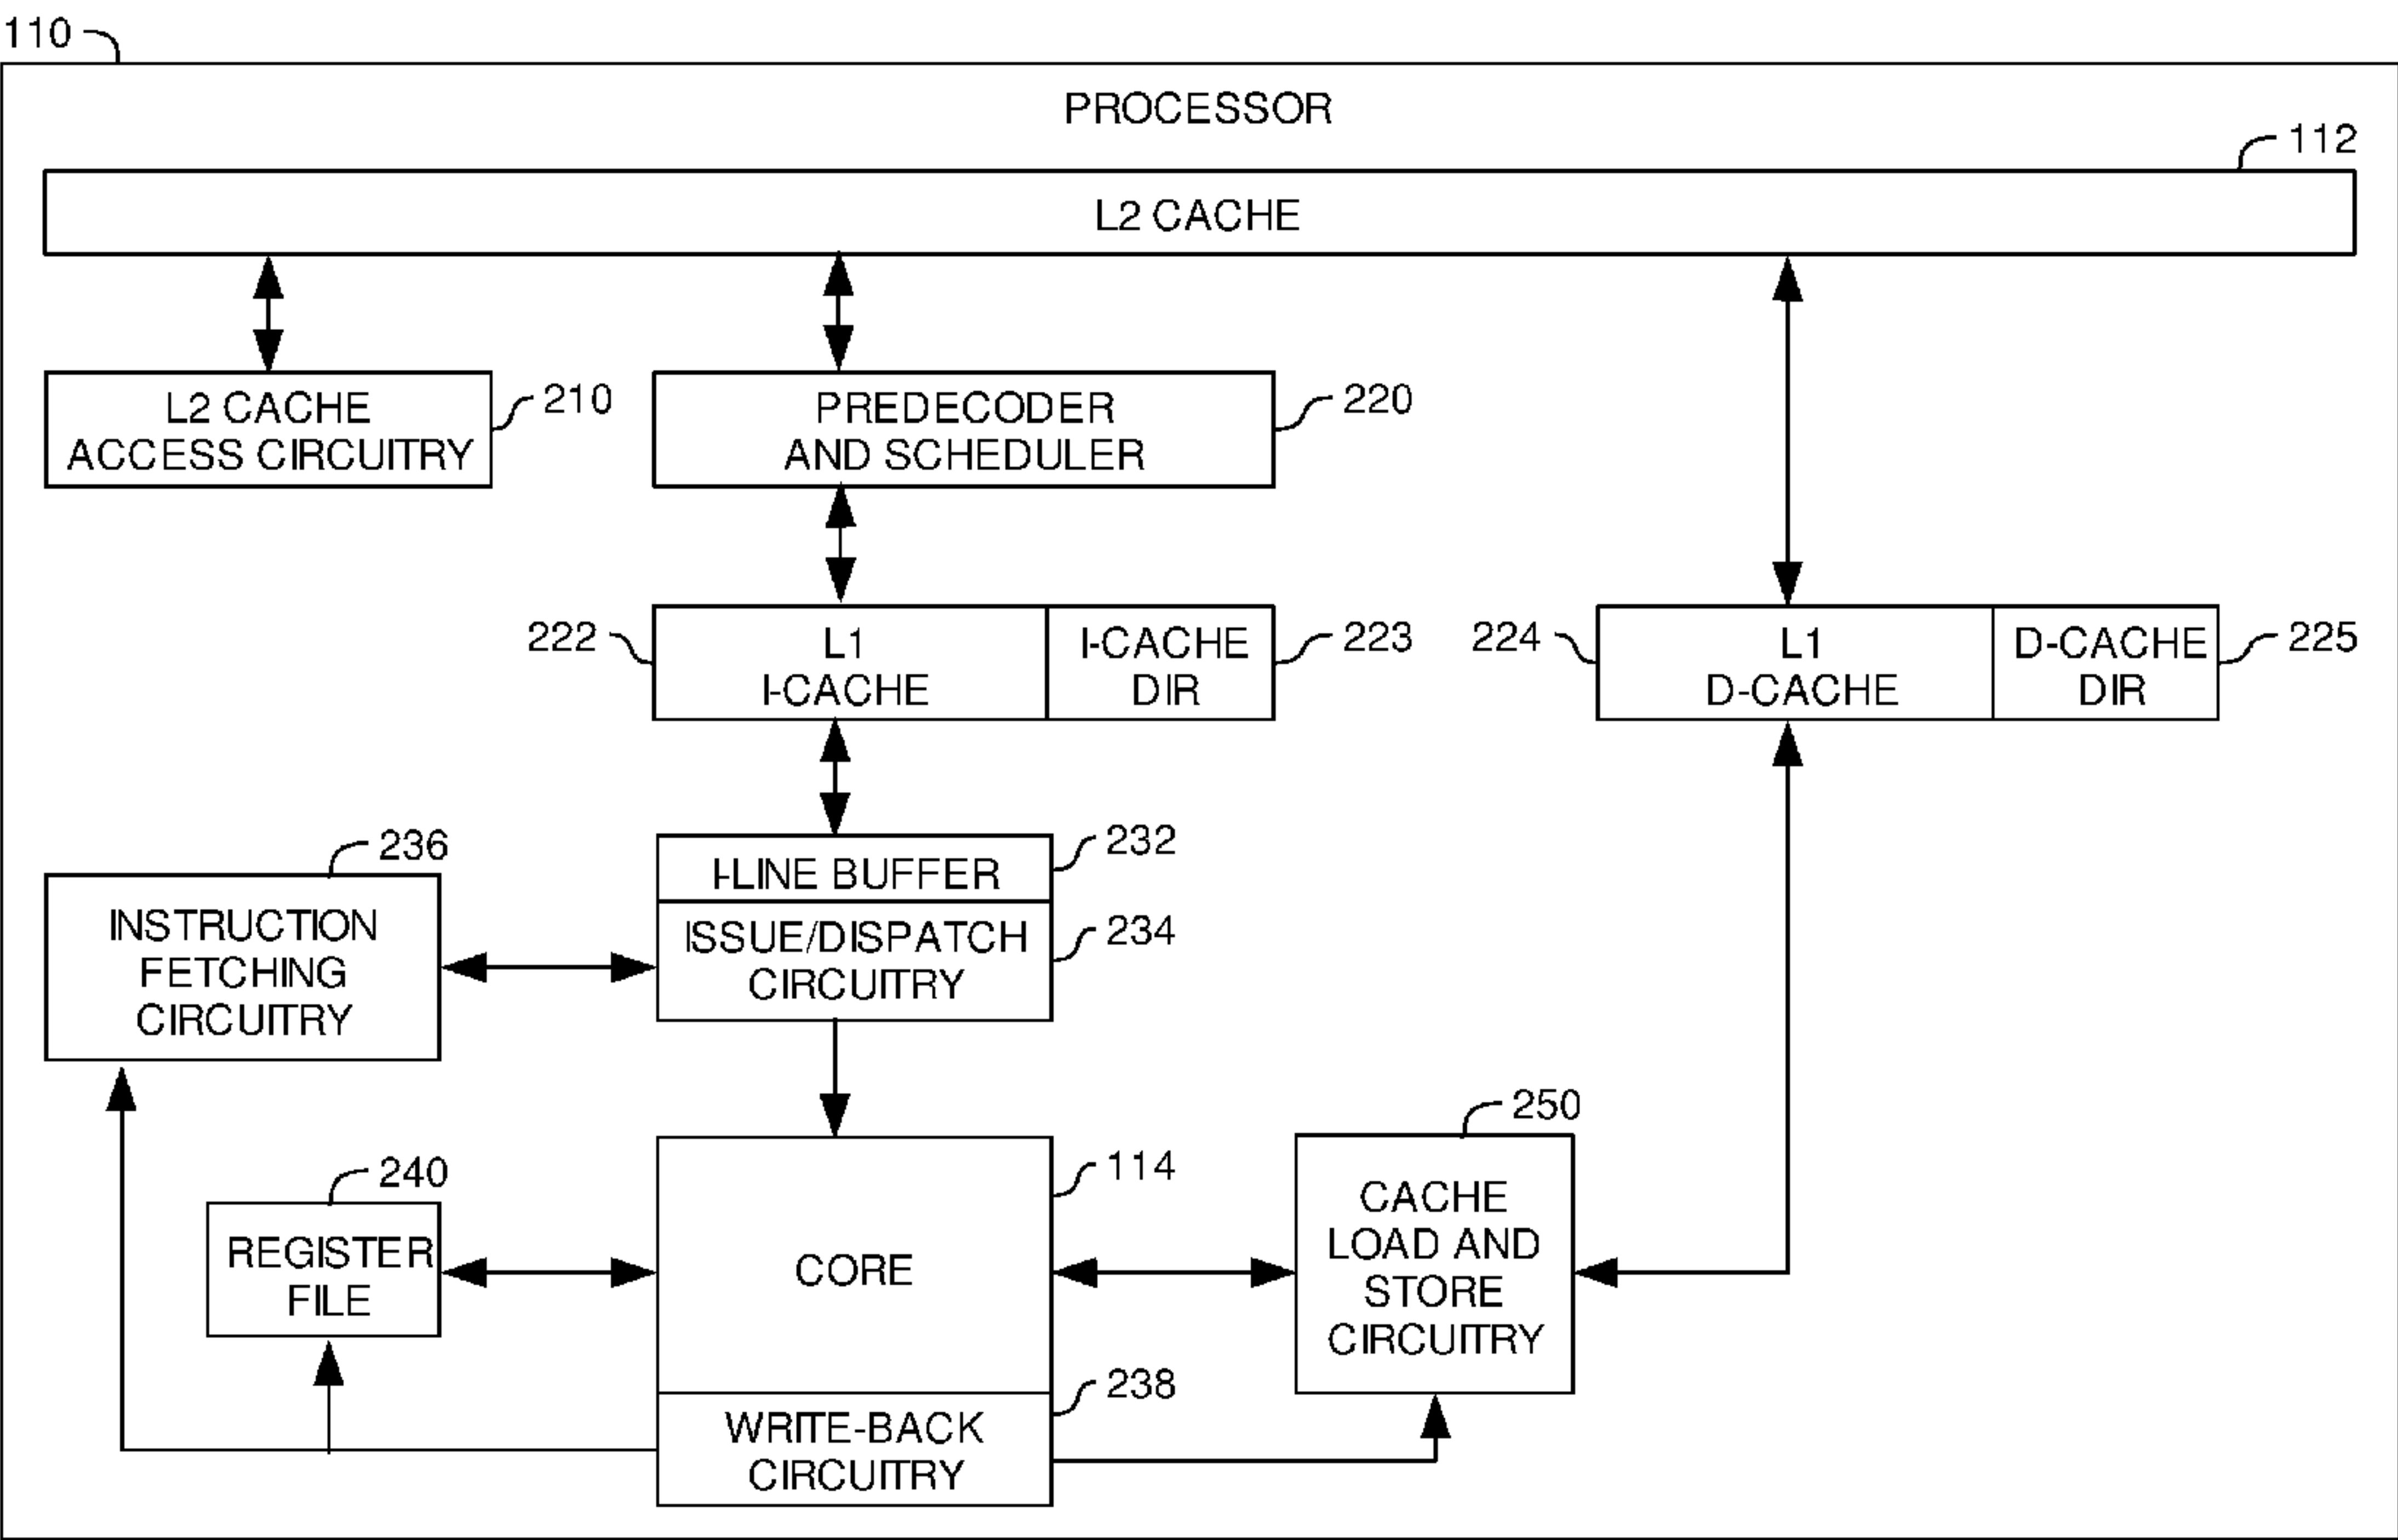 110
PROCESSOR
112
L2 CACHE
L2 CACHE
ACCESS CIRCUITRY
210
PREDECODER
AND SCHEDULER
220
222
L1
I-CACHE
I-CACHE
DIR
223
224
L1
D-CACHE
D-CACHE
DIR
225
236
INSTRUCTION
FETCHING
CIRCUITRY
I-LINE BUFFER
232
ISSUE/DISPATCH
CIRCUITRY
234
240
REGISTER
FILE
CORE
114
250
CACHE
LOAD AND
STORE
CIRCUITRY
WRITE-BACK
CIRCUITRY
238